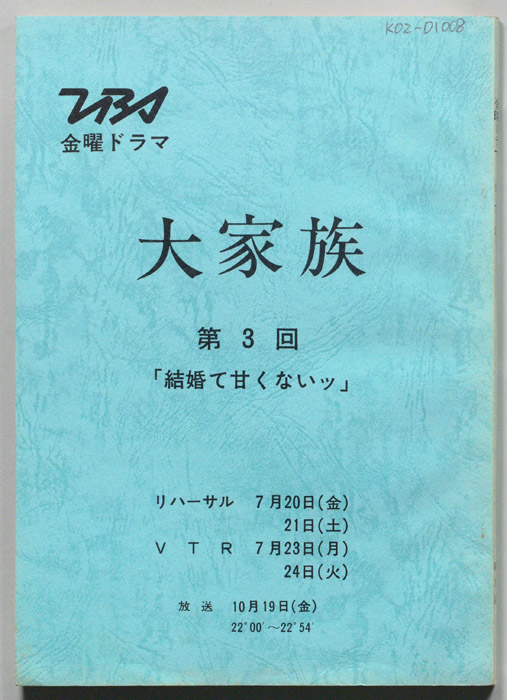 K02-D1008
TBS
金曜ドラマ
大家族
第3回
「結婚て甘くないッ」
リハーサル 7月20日(金)
21日(土)
VTR 7月23日(月)
24日(火)
放送 10月19日(金)
22°00′～22°54′